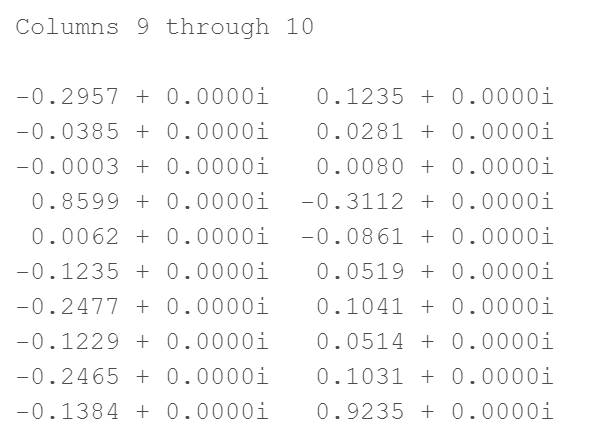 Columns 9 through 10
-0.2957 + 0.0000i 0.1235 + 0.0000i
-0.0385 + 0.0000i 0.0281 + 0.0000i
-0.0003 + 0.0000i 0.0080 + 0.0000i
0.8599 + 0.0000i -0.3112 + 0.0000i
0.0062 + 0.0000i -0.0861 + 0.0000i
-0.1235 + 0.0000i 0.0519 + 0.0000i
-0.2477 + 0.0000i 0.1041 + 0.0000i
-0.1229 + 0.0000i 0.0514 + 0.0000i
-0.2465 + 0.0000i 0.1031 + 0.0000i
-0.1384 + 0.0000i 0.9235 + 0.0000i